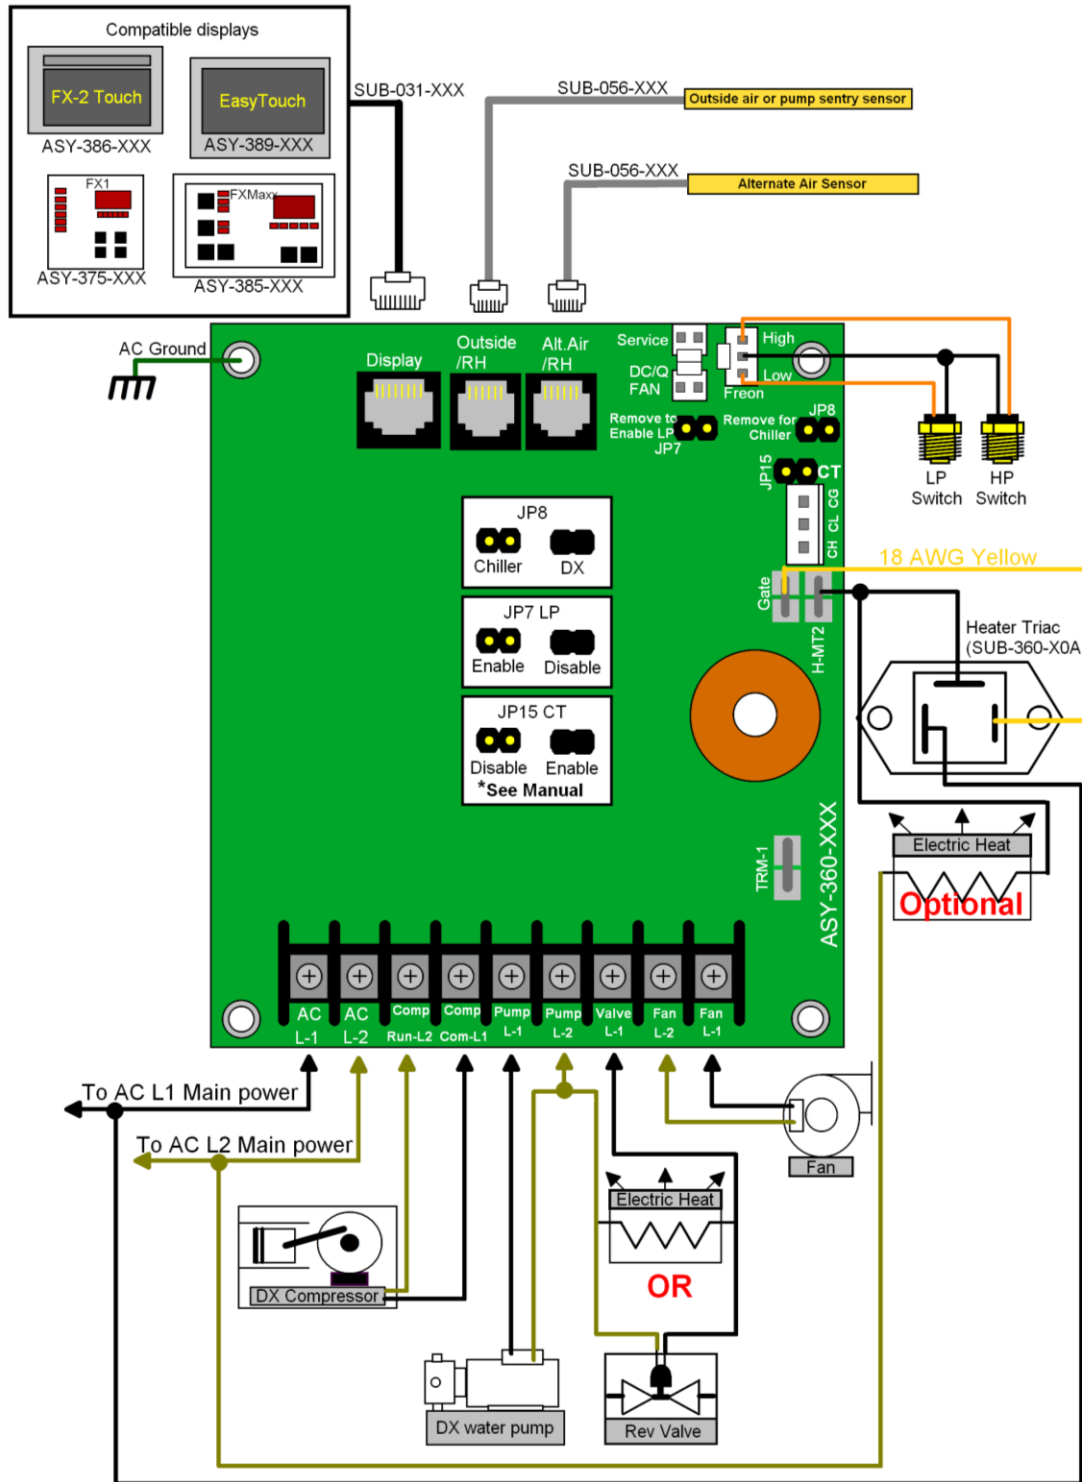 Compatible displays
FX-2 Touch
EasyTouch
ASY-386-XXX
ASY-389-XXX
FX1
FXMaxx
ASY-375-XXX
ASY-385-XXX
SUB-031-XXX
SUB-056-XXX
Outside air or pump sentry sensor
SUB-056-XXX
Alternate Air Sensor
AC Ground
Display
Outside
/RH
Alt.Air
/RH
Service
DC/Q
FAN
High
Low
Freon
Remove to
Enable LP
JP7
Remove for
Chiller
JP8
JP15
CT
CG
CL
CH
LP
Switch
HP
Switch
JP8
Chiller
DX
JP7 LP
Enable
Disable
JP15 CT
Disable
Enable
*See Manual
18 AWG Yellow
Gate
H-MT2
Heater Triac
(SUB-360-X0A
TRM-1
ASY-360-XXX
Electric Heat
Optional
AC
L-1
AC
L-2
Comp
Run-L2
Comp
Com-L1
Pump
L-1
Pump
L-2
Valve
L-1
Fan
L-2
Fan
L-1
To AC L1 Main power
To AC L2 Main power
Fan
Electric Heat
OR
DX Compressor
DX water pump
Rev Valve